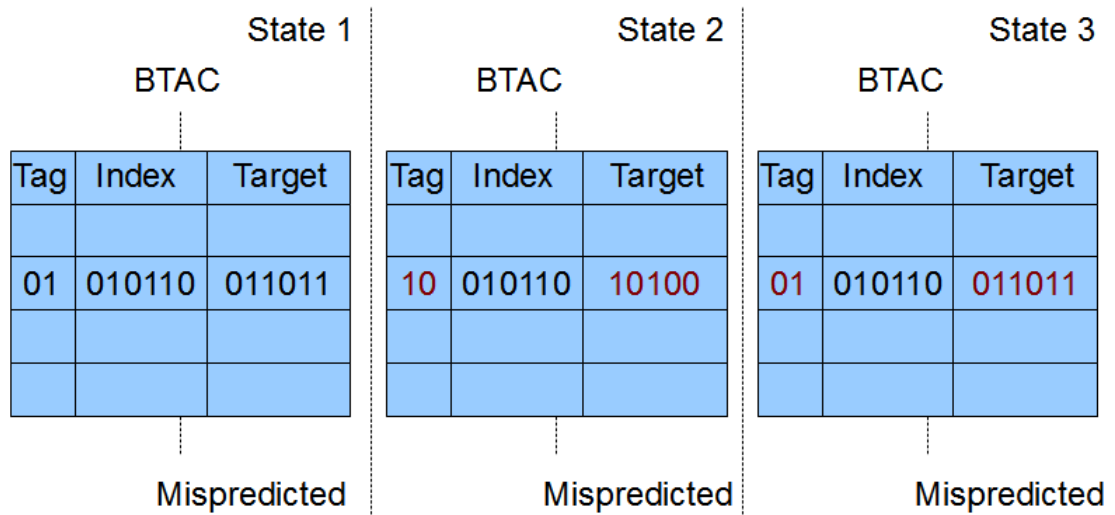 State 1 State 2 State 3
BTAC BTAC BTAC
Tag Index Target Tag Index Target Tag Index Target
01 010110 011011 10 010110 10100 01 010110 011011
Mispredicted Mispredicted Mispredicted